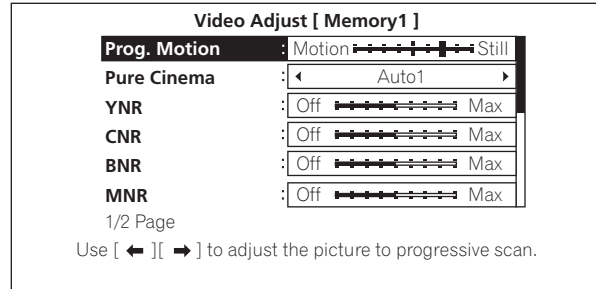 Video Adjust [ Memory1 ]
Prog. Motion : Motion Still
Pure Cinema : Auto1
YNR : Off Max
CNR : Off Max
BNR : Off Max
MNR : Off Max
1/2 Page
Use [ ← ][ → ] to adjust the picture to progressive scan.